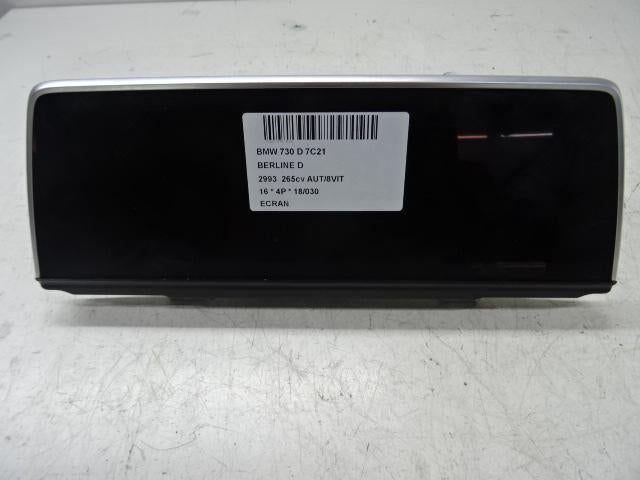 BMW 730 D 7C21
BERLINE D
2993 265cv AUT/8VIT
16 * 4P * 18/030
ECRAN